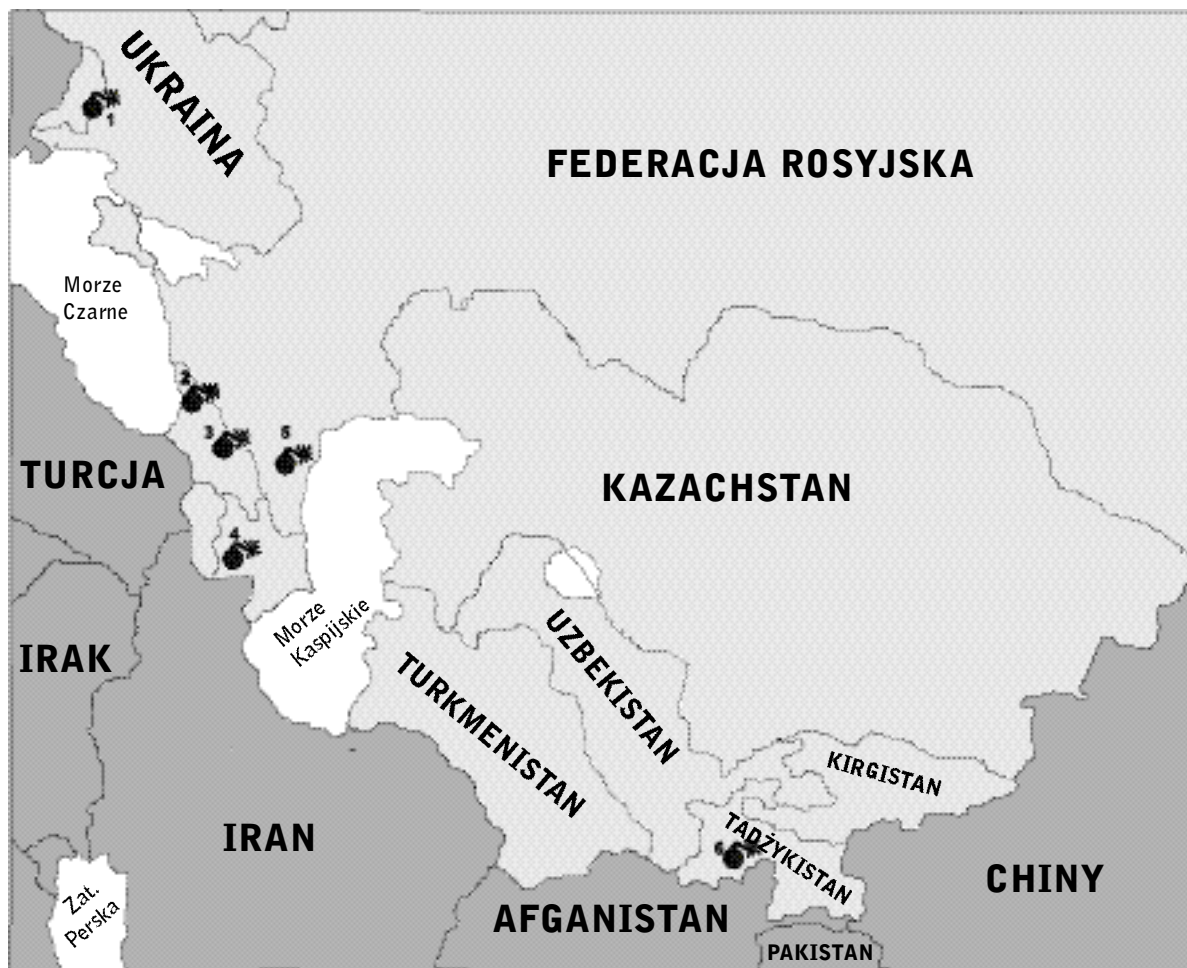 UKRAINA
1
FEDERACJA ROSYJSKA
Morze
Czarne
2
3
5
TURCJA
KAZACHSTAN
4
Morze
Kaspijskie
UZBEKISTAN
IRAK
TURKMENISTAN
KIRGISTAN
IRAN
TADŻYKISTAN
6
CHINY
Zat.
Perska
AFGANISTAN
PAKISTAN